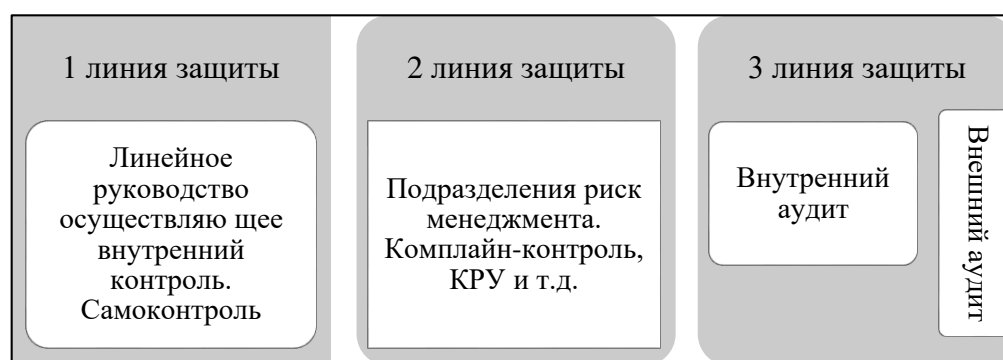 1 линия защиты
Линейное
руководство
осуществляю щее
внутренний
контроль.
Самоконтроль
2 линия защиты
Подразделения риск
менеджмента.
Комплайн-контроль,
КРУ и т.д.
3 линия защиты
Внутренний
аудит
Внешний аудит